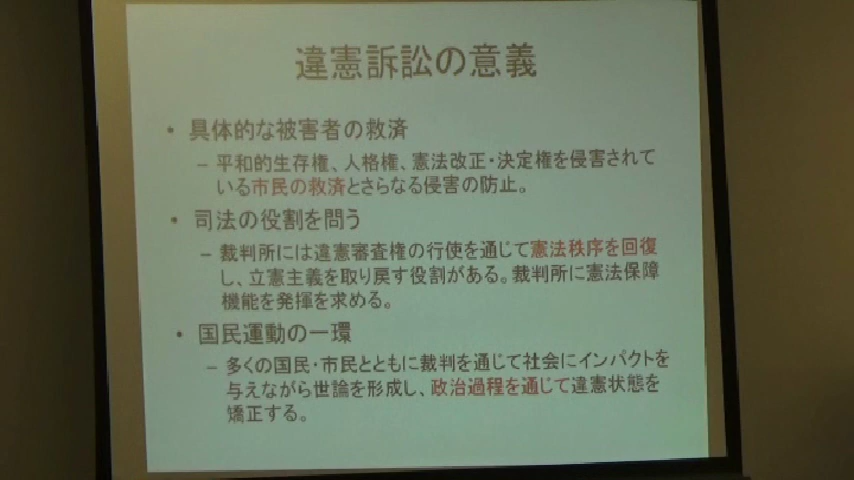 違憲訴訟の意義
• 具体的な被害者の救済
– 平和的生存権、人格権、憲法改正・決定権を侵害されて
いる市民の救済とさらなる侵害の防止。
• 司法の役割を問う
– 裁判所には違憲審査権の行使を通じて憲法秩序を回復
し、立憲主義を取り戻す役割がある。裁判所に憲法保障
機能を発揮を求める。
• 国民運動の一環
– 多くの国民・市民とともに裁判を通じて社会にインパクトを
与えながら世論を形成し、政治過程を通じて違憲状態を
矯正する。